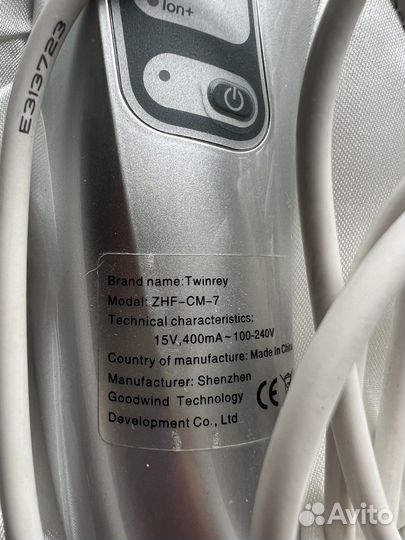 Ion+
E313723
Brand name:Twinrey
Model: ZHF-CM-7
Technical characteristics:
15V,400mA~100-240V
Country of manufacture: Made in China
Manufacturer: Shenzhen
Goodwind Technology
Development Co., Ltd
CE
Avito